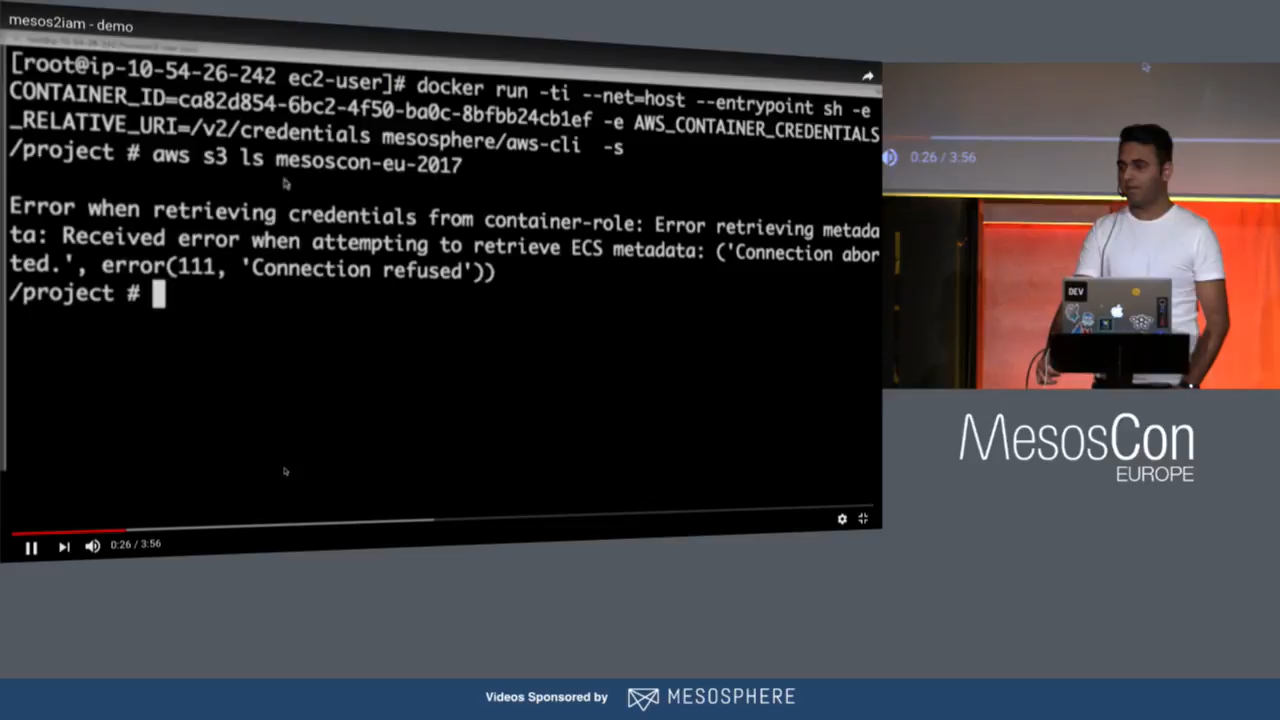 mesos2iam - demo
[root@ip-10-54-26-242 ec2-user]# docker run -ti --net=host --entrypoint sh -e
CONTAINER_ID=ca82d854-6bc2-4f50-ba0c-8bfbb24cb1ef -e AWS_CONTAINER_CREDENTIALS
_RELATIVE_URI=/v2/credentials mesosphere/aws-cli -s
/project # aws s3 ls mesoscon-eu-2017
Error when retrieving credentials from container-role: Error retrieving metada
ta: Received error when attempting to retrieve ECS metadata: ('Connection abor
ted.', error(111, 'Connection refused'))
/project #
0:26 / 3:56
0:26 / 3:56
DEV
MesosCon
EUROPE
Videos Sponsored by
MESOSPHERE